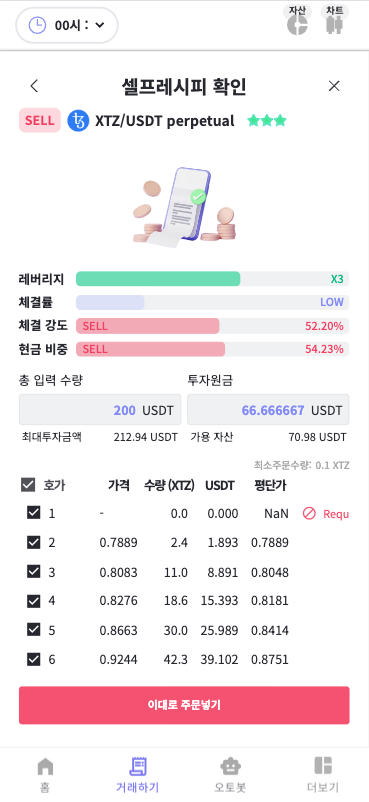 자산 차트
00시 :
셀프레시피 확인
SELL XTZ/USDT perpetual
레버리지 X3
체결률 LOW
체결 강도 SELL 52.20%
현금 비중 SELL 54.23%
총 입력 수량 투자원금
200 USDT 66.666667 USDT
최대투자금액 212.94 USDT 가용 자산 70.98 USDT
최소주문수량: 0.1 XTZ
호가 가격 수량 (XTZ) USDT 평단가
1 - 0.0 0.000 NaN Requ
2 0.7889 2.4 1.893 0.7889
3 0.8083 11.0 8.891 0.8048
4 0.8276 18.6 15.393 0.8181
5 0.8663 30.0 25.989 0.8414
6 0.9244 42.3 39.102 0.8751
이대로 주문넣기
홈 거래하기 오토봇 더보기